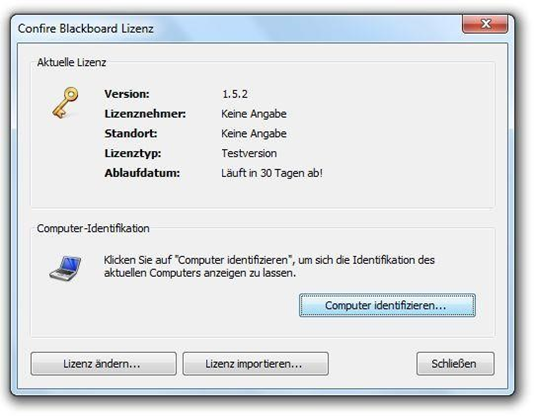 Confire Blackboard Lizenz
Aktuelle Lizenz
Version: 1.5.2
Lizenznehmer: Keine Angabe
Standort: Keine Angabe
Lizenztyp: Testversion
Ablaufdatum: Läuft in 30 Tagen ab!
Computer-Identifikation
Klicken Sie auf "Computer identifizieren", um sich die Identifikation des
aktuellen Computers anzeigen zu lassen.
Computer identifizieren...
Lizenz ändern... Lizenz importieren... Schließen